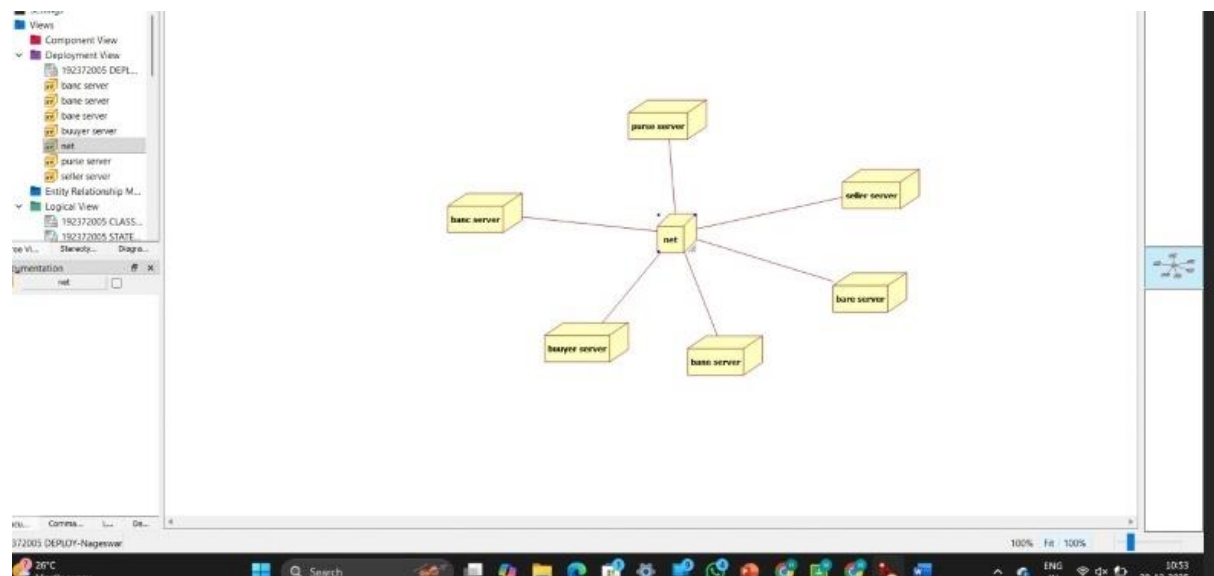 Views
Component View
Deployment View
192372005 DEPL...
banc server
bane server
bare server
buuyer server
net
purse server
seller server
Entity Relationship M...
Logical View
192372005 CLASS...
192372005 STATE...
Stereoty... Diagra...
net
purse server
seller server
banc server
net
bare server
buuyer server
bane server
Comma...
372005 DEPLOY-Nageswar
100% Fit 100%
26°C
Search
ENG
10:53